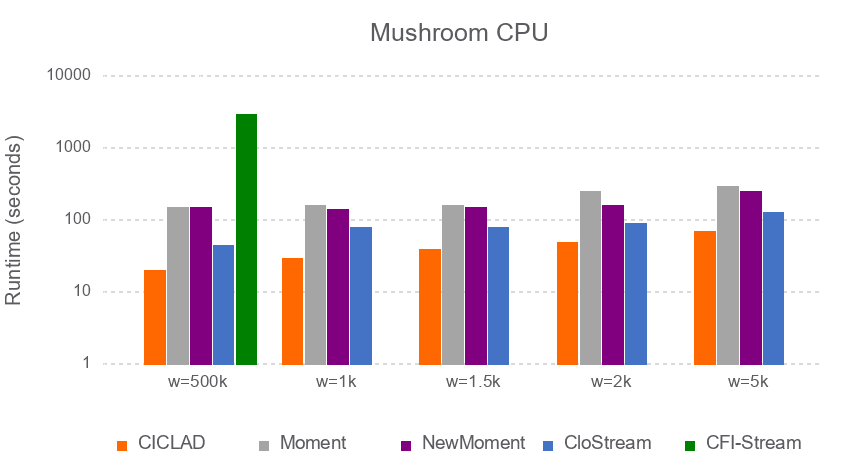 Mushroom CPU
Runtime (seconds)
10000
1000
100
10
1
w=500k w=1k w=1.5k w=2k w=5k
CICLAD Moment NewMoment CloStream CFI-Stream